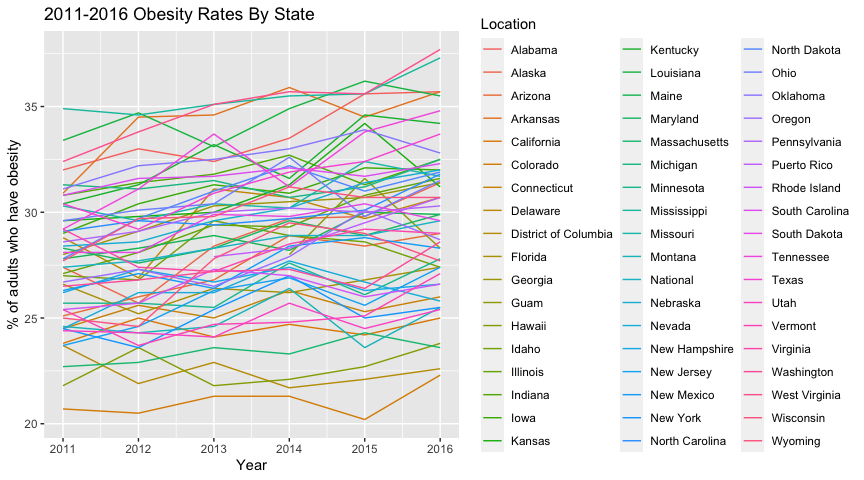 2011-2016 Obesity Rates By State
% of adults who have obesity
35
30
25
20
2011 2012 2013 2014 2015 2016
Year
Location
Alabama
Alaska
Arizona
Arkansas
California
Colorado
Connecticut
Delaware
District of Columbia
Florida
Georgia
Guam
Hawaii
Idaho
Illinois
Indiana
Iowa
Kansas
Kentucky
Louisiana
Maine
Maryland
Massachusetts
Michigan
Minnesota
Mississippi
Missouri
Montana
National
Nebraska
Nevada
New Hampshire
New Jersey
New Mexico
New York
North Carolina
North Dakota
Ohio
Oklahoma
Oregon
Pennsylvania
Puerto Rico
Rhode Island
South Carolina
South Dakota
Tennessee
Texas
Utah
Vermont
Virginia
Washington
West Virginia
Wisconsin
Wyoming